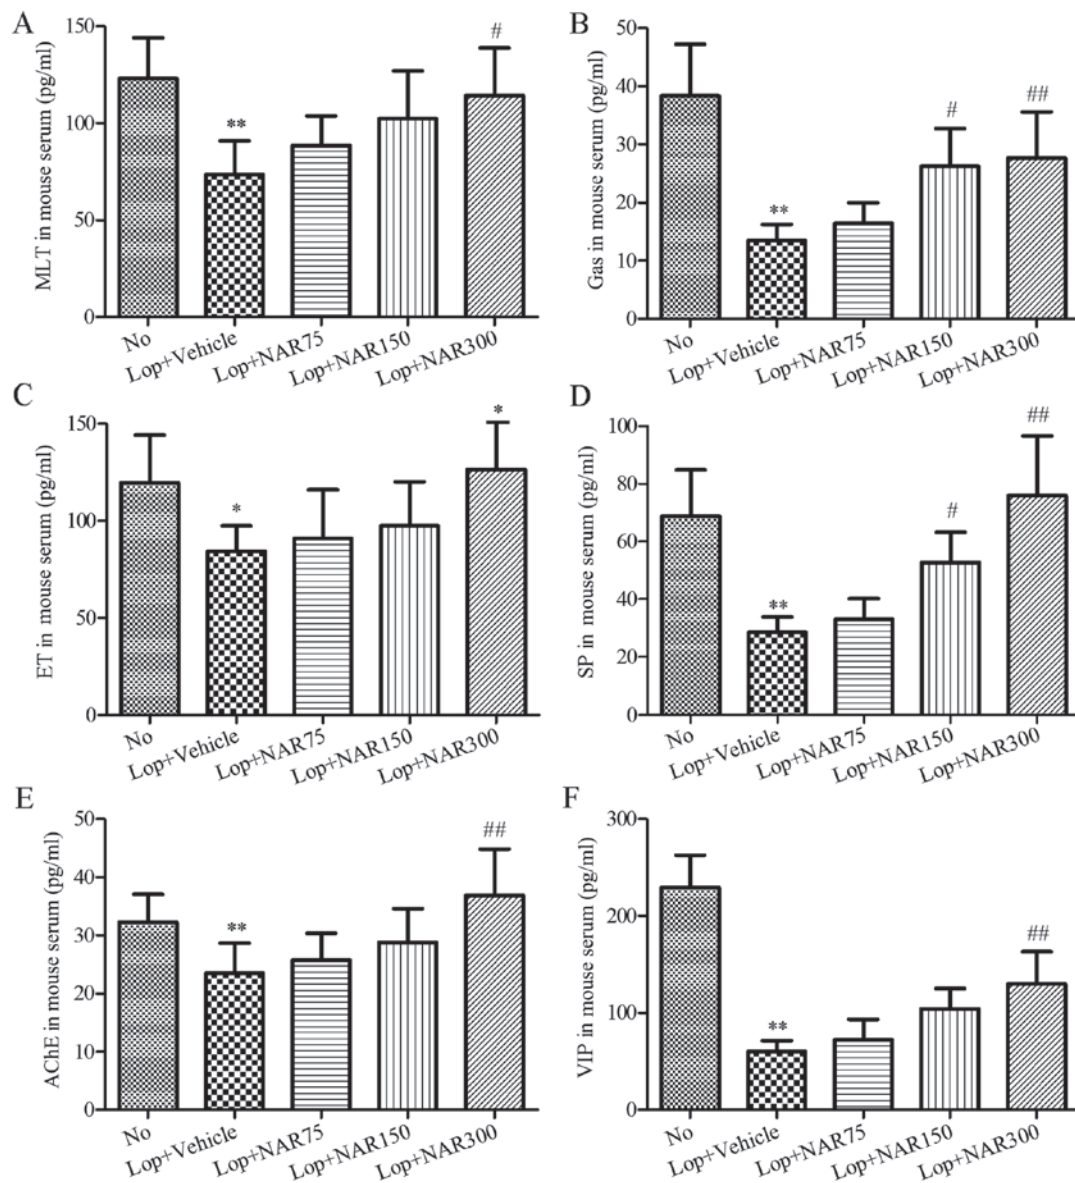 A
MLT in mouse serum (pg/ml)
150
100
50
0
**
#
No
Lop+Vehicle
Lop+NAR75
Lop+NAR150
Lop+NAR300
B
Gas in mouse serum (pg/ml)
50
40
30
20
10
0
**
#
##
No
Lop+Vehicle
Lop+NAR75
Lop+NAR150
Lop+NAR300
C
ET in mouse serum (pg/ml)
150
100
50
0
*
*
No
Lop+Vehicle
Lop+NAR75
Lop+NAR150
Lop+NAR300
D
SP in mouse serum (pg/ml)
100
80
60
40
20
0
**
#
##
No
Lop+Vehicle
Lop+NAR75
Lop+NAR150
Lop+NAR300
E
AChE in mouse serum (pg/ml)
50
40
30
20
10
0
**
##
No
Lop+Vehicle
Lop+NAR75
Lop+NAR150
Lop+NAR300
F
VIP in mouse serum (pg/ml)
300
200
100
0
**
##
No
Lop+Vehicle
Lop+NAR75
Lop+NAR150
Lop+NAR300